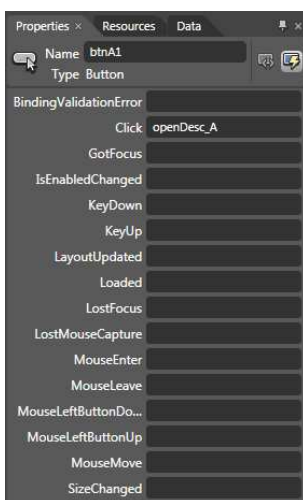 Properties × Resources Data
Name btnA1
Type Button
BindingValidationError
Click openDesc_A
GotFocus
IsEnabledChanged
KeyDown
KeyUp
LayoutUpdated
Loaded
LostFocus
LostMouseCapture
MouseEnter
MouseLeave
MouseLeftButtonDo...
MouseLeftButtonUp
MouseMove
SizeChanged